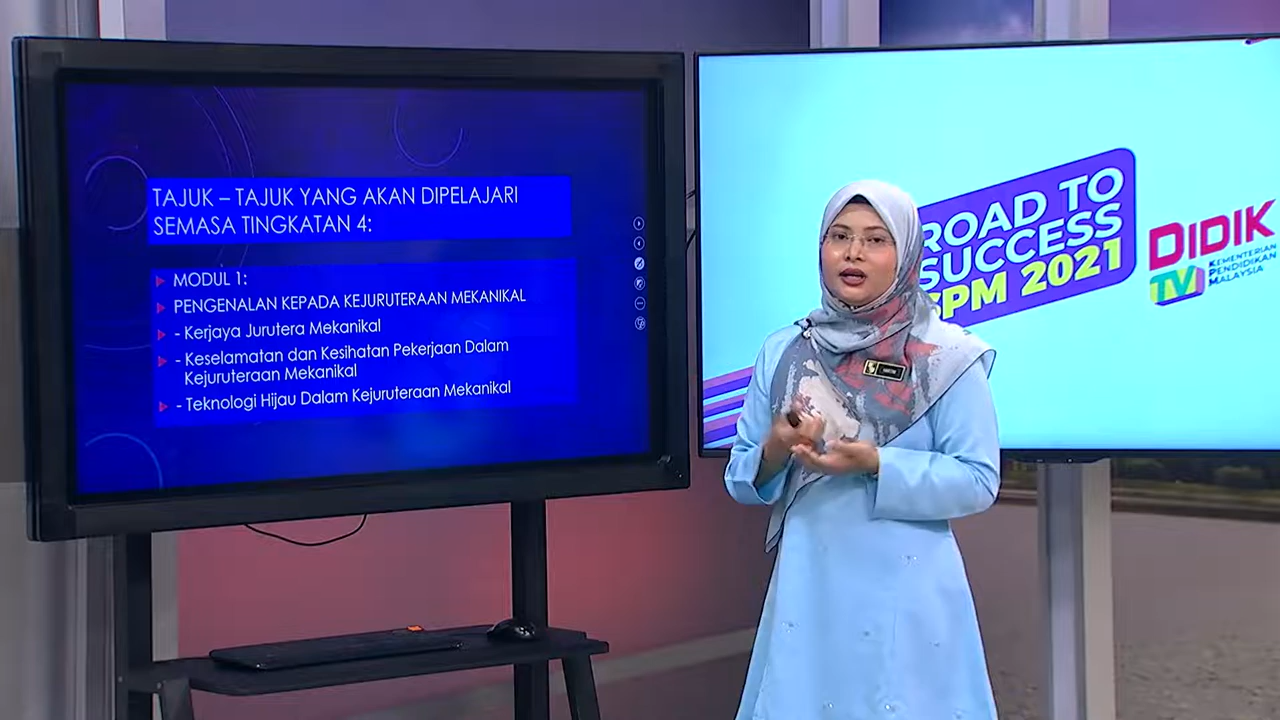 TAJUK – TAJUK YANG AKAN DIPELAJARI
SEMASA TINGKATAN 4:
MODUL 1:
PENGENALAN KEPADA KEJURUTERAAN MEKANIKAL
- Kerjaya Jurutera Mekanikal
- Keselamatan dan Kesihatan Pekerjaan Dalam
Kejuruteraan Mekanikal
- Teknologi Hijau Dalam Kejuruteraan Mekanikal
ROAD TO
SUCCESS
SPM 2021
DIDIK
TV
KEMENTERIAN
PENDIDIKAN
MALAYSIA